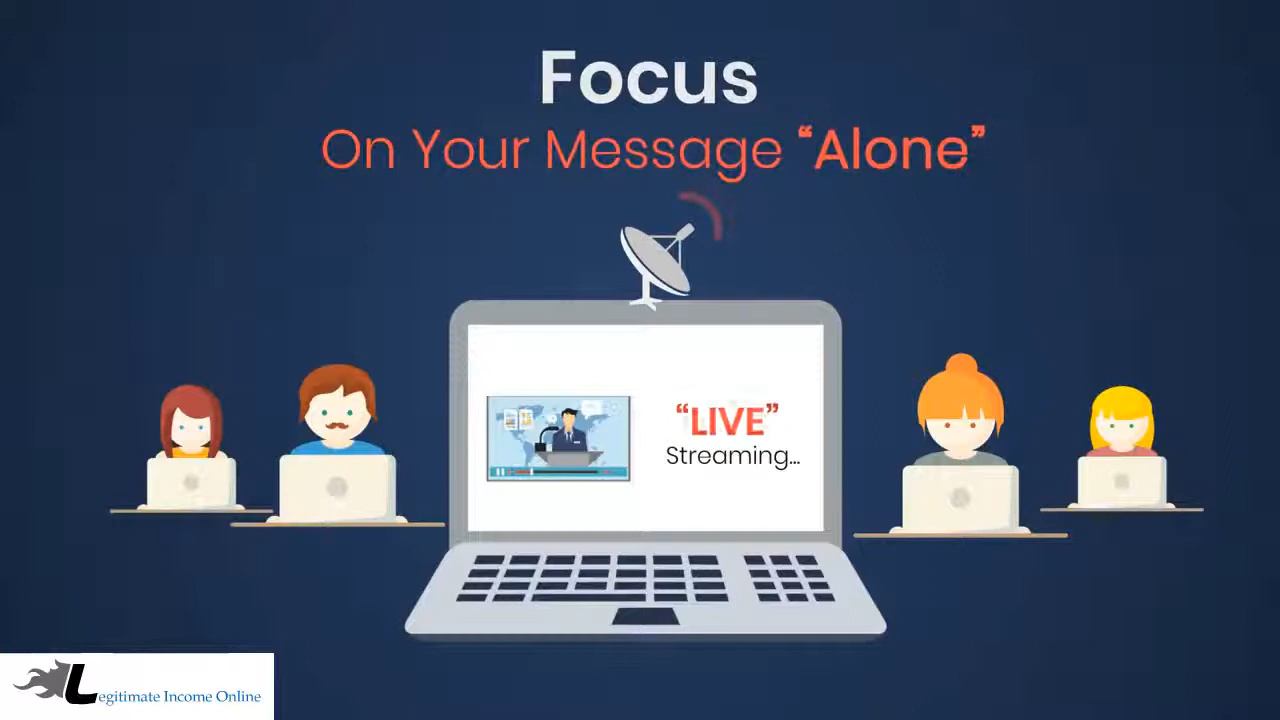 Focus
On Your Message “Alone”
“LIVE”
Streaming...
Legitimate Income Online